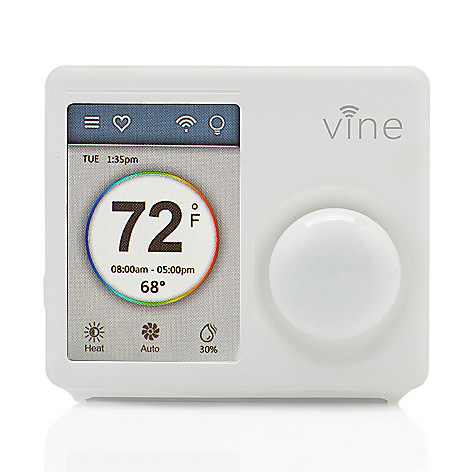 vine
TUE 1:35pm
72°F
08:00am - 05:00pm
68°
Heat Auto 30%